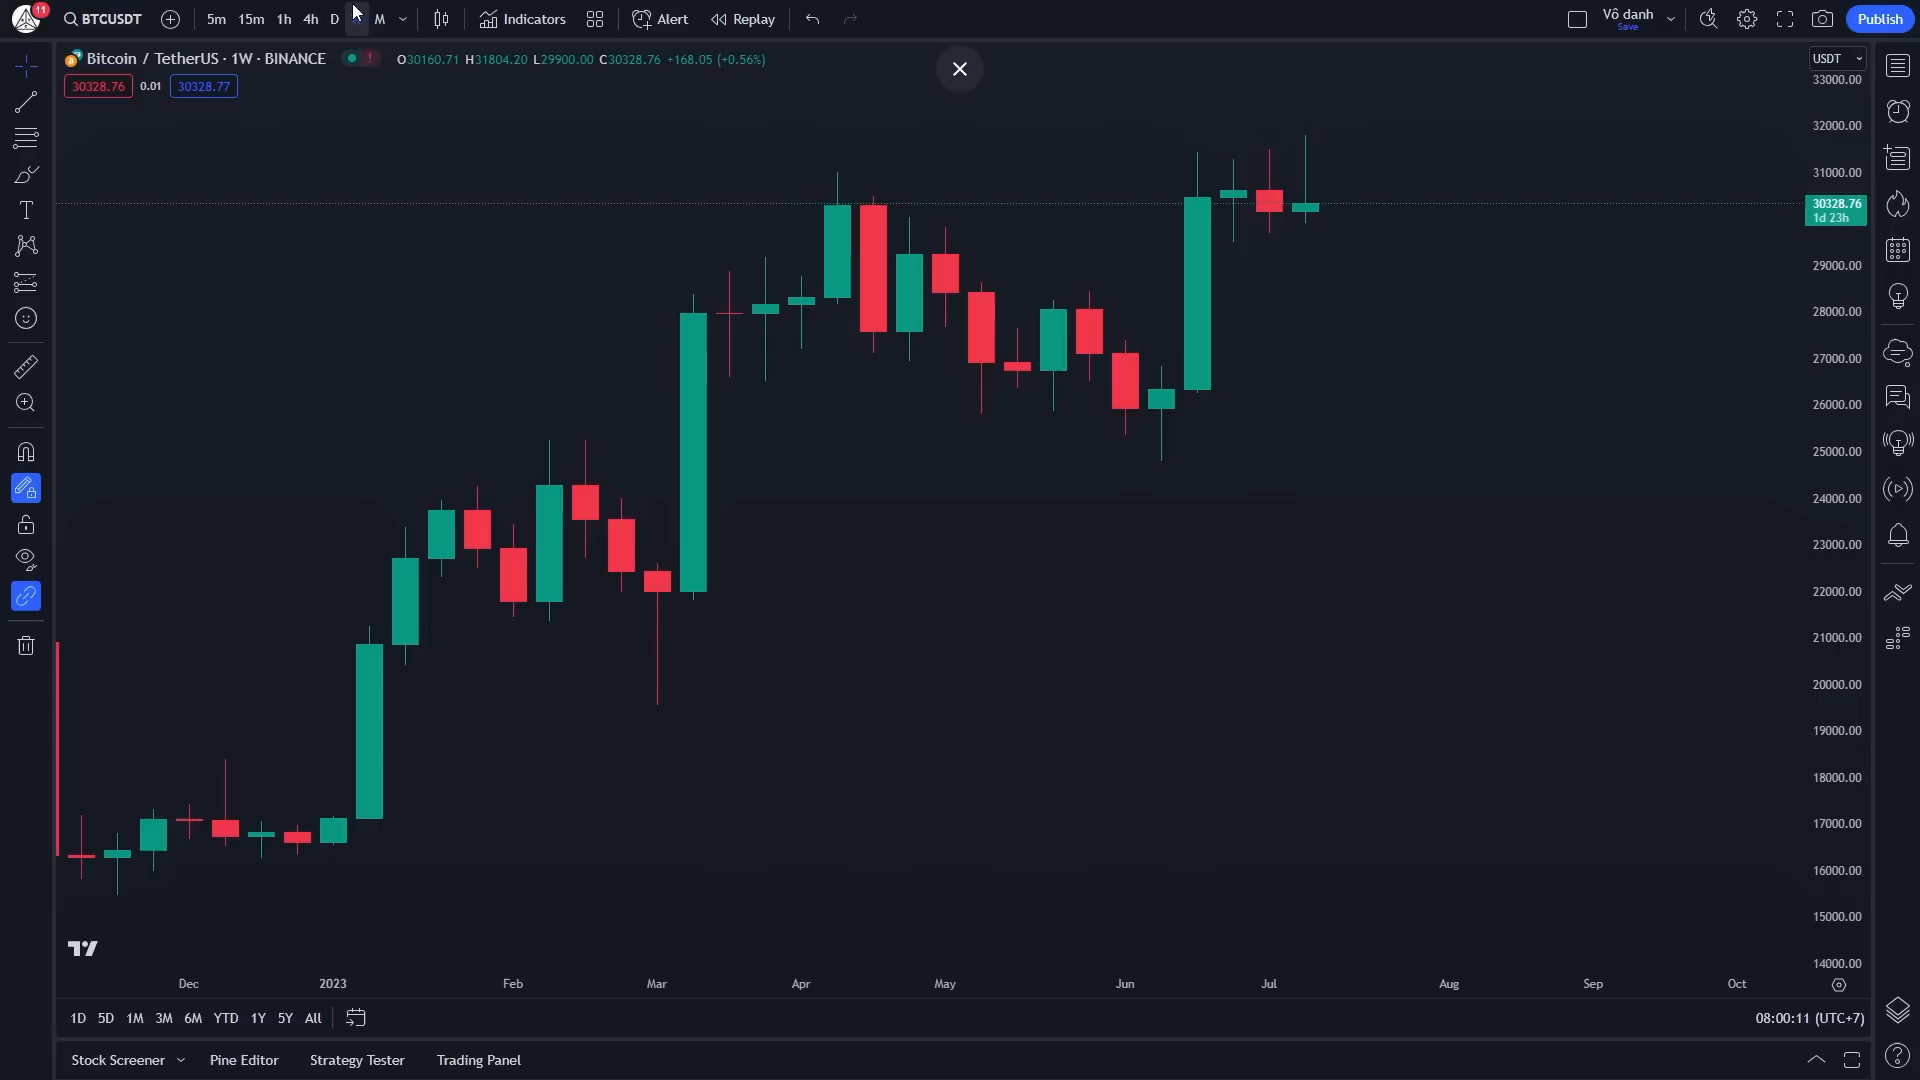 11
BTCUSDT
5m 15m 1h 4h D M
Indicators
Alert
Replay
Vô danh
Save
Publish
Bitcoin / TetherUS · 1W · BINANCE
O30160.71 H31804.20 L29900.00 C30328.76 +168.05 (+0.56%)
30328.76 0.01 30328.77
USDT
33000.00
32000.00
31000.00
30328.76
1d 23h
29000.00
28000.00
27000.00
26000.00
25000.00
24000.00
23000.00
22000.00
21000.00
20000.00
19000.00
18000.00
17000.00
16000.00
15000.00
14000.00
Dec 2023 Feb Mar Apr May Jun Jul Aug Sep Oct
1D 5D 1M 3M 6M YTD 1Y 5Y All
08:00:11 (UTC+7)
Stock Screener Pine Editor Strategy Tester Trading Panel